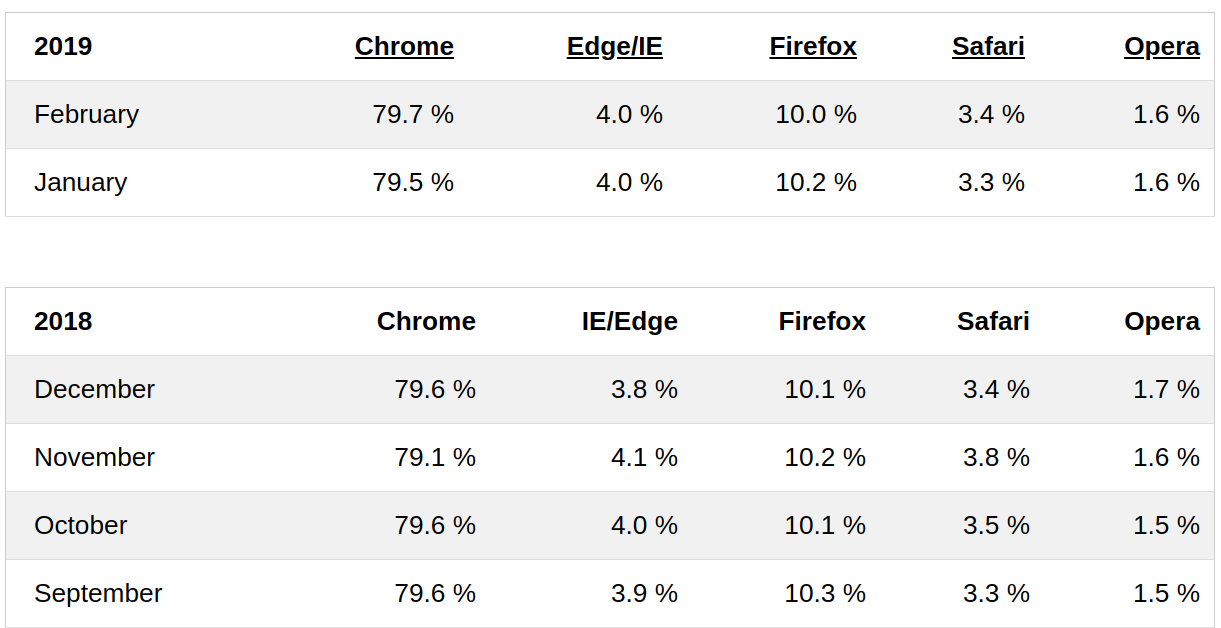 2019 Chrome Edge/IE Firefox Safari Opera
February 79.7 % 4.0 % 10.0 % 3.4 % 1.6 %
January 79.5 % 4.0 % 10.2 % 3.3 % 1.6 %
2018 Chrome IE/Edge Firefox Safari Opera
December 79.6 % 3.8 % 10.1 % 3.4 % 1.7 %
November 79.1 % 4.1 % 10.2 % 3.8 % 1.6 %
October 79.6 % 4.0 % 10.1 % 3.5 % 1.5 %
September 79.6 % 3.9 % 10.3 % 3.3 % 1.5 %